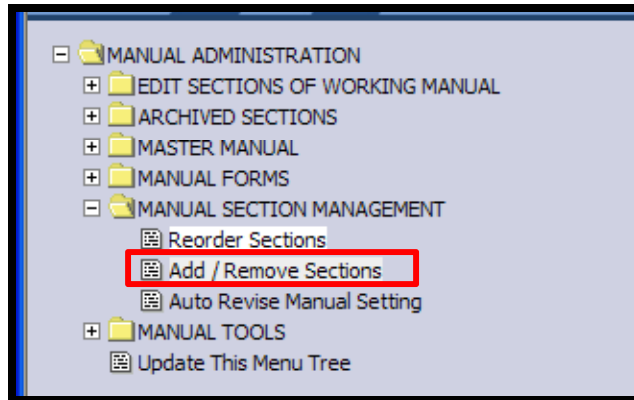 MANUAL ADMINISTRATION
EDIT SECTIONS OF WORKING MANUAL
ARCHIVED SECTIONS
MASTER MANUAL
MANUAL FORMS
MANUAL SECTION MANAGEMENT
Reorder Sections
Add / Remove Sections
Auto Revise Manual Setting
MANUAL TOOLS
Update This Menu Tree